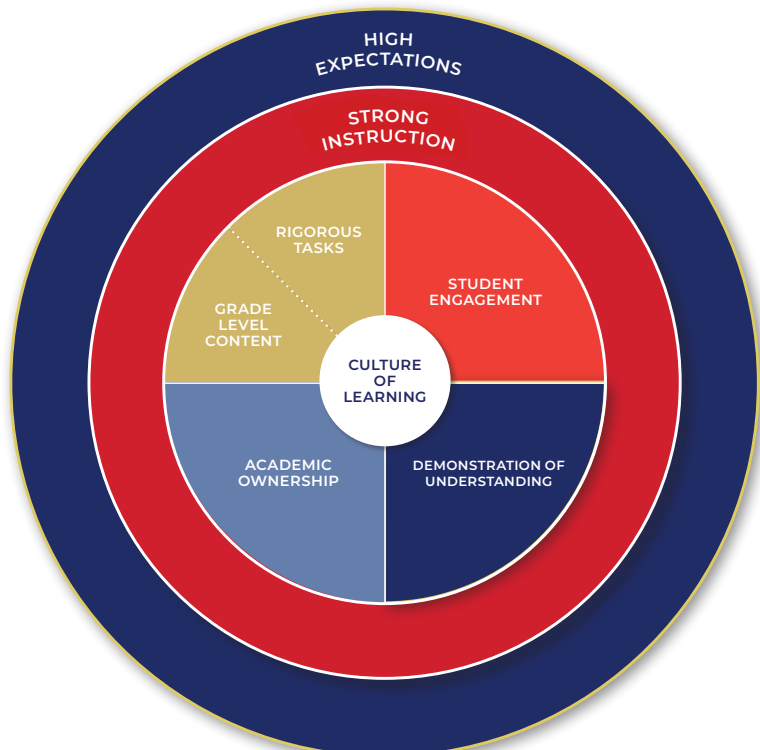 HIGH
EXPECTATIONS
STRONG
INSTRUCTION
RIGOROUS
TASKS
STUDENT
ENGAGEMENT
GRADE
LEVEL
CONTENT
CULTURE
OF
LEARNING
ACADEMIC
OWNERSHIP
DEMONSTRATION OF
UNDERSTANDING